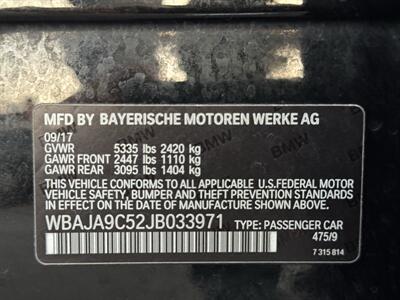 MFD BY BAYERISCHE MOTOREN WERKE AG
09/17
GVWR 5335 lbs 2420 kg
GAWR FRONT 2447 lbs 1110 kg
GAWR REAR 3095 lbs 1404 kg
THIS VEHICLE CONFORMS TO ALL APPLICABLE U.S. FEDERAL MOTOR
VEHICLE SAFETY, BUMPER, AND THEFT PREVENTION STANDARDS IN
EFFECT ON THE DATE OF MANUFACTURE SHOWN ABOVE.
WBAJA9C52JB033971 TYPE: PASSENGER CAR
475/9
7 315 814